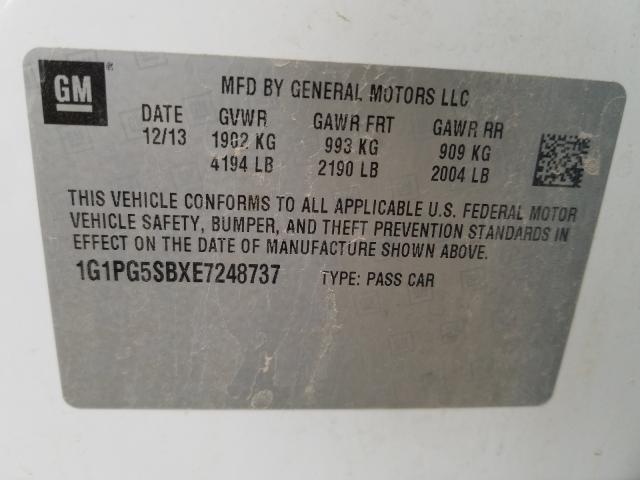 GM
MFD BY GENERAL MOTORS LLC
DATE GVWR GAWR FRT GAWR RR
12/13 1902 KG 993 KG 909 KG
4194 LB 2190 LB 2004 LB
THIS VEHICLE CONFORMS TO ALL APPLICABLE U.S. FEDERAL MOTOR
VEHICLE SAFETY, BUMPER, AND THEFT PREVENTION STANDARDS IN
EFFECT ON THE DATE OF MANUFACTURE SHOWN ABOVE.
1G1PG5SBXE7248737 TYPE: PASS CAR